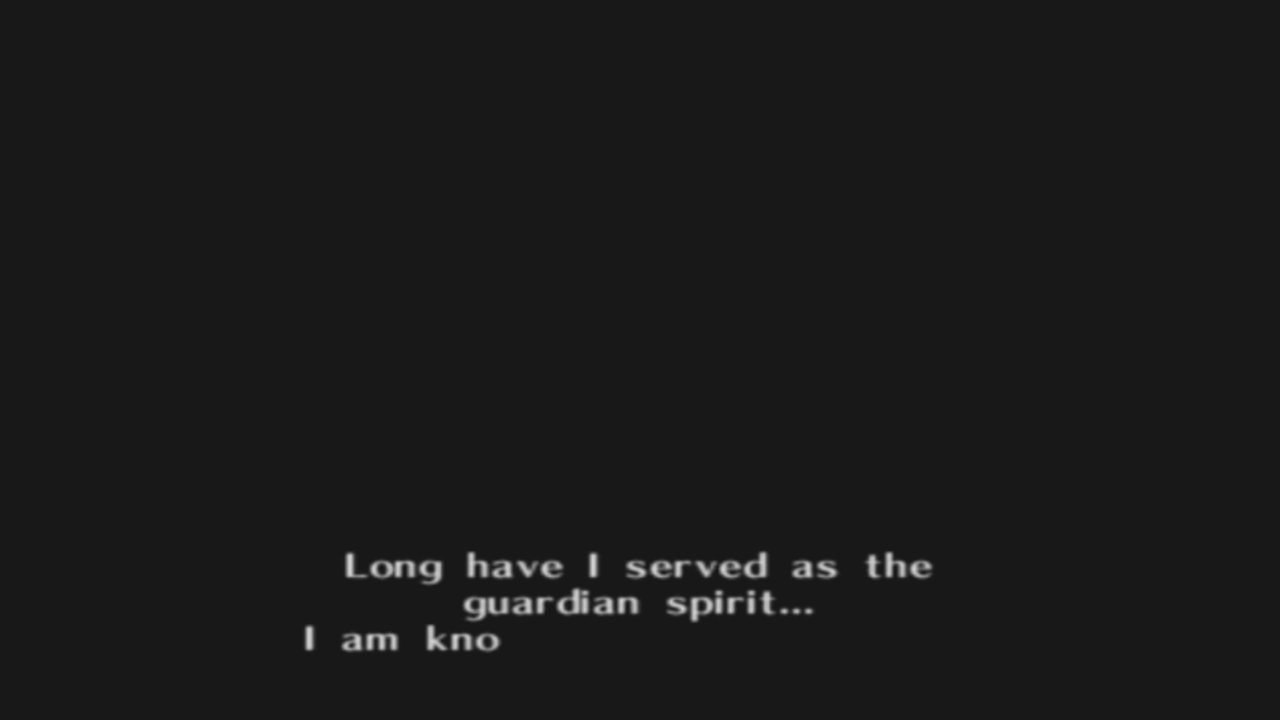 Long have I served as the
guardian spirit...
I am kno